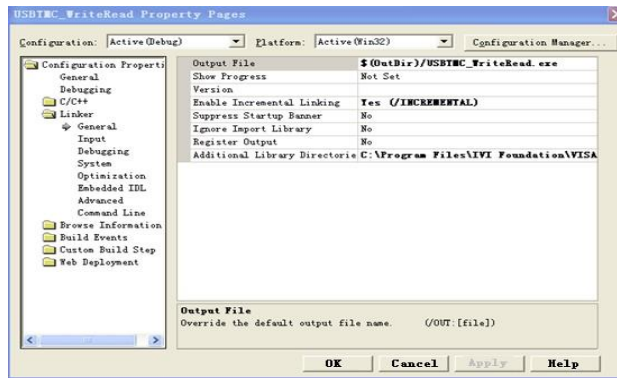 USBTMC_WriteRead Property Pages
Configuration: Active(Debug) Platform: Active(Win32) Configuration Manager...
Configuration Properti
General
Debugging
C/C++
Linker
General
Input
Debugging
System
Optimization
Embedded IDL
Advanced
Command Line
Browse Information
Build Events
Custom Build Step
Web Deployment
Output File $(OutDir)/USBTMC_WriteRead.exe
Show Progress Not Set
Version
Enable Incremental Linking Yes (/INCREMENTAL)
Suppress Startup Banner No
Ignore Import Library No
Register Output No
Additional Library Directorie C:\Program Files\IVI Foundation\VISA
Output File
Override the default output file name. (/OUT:[file])
OK Cancel Apply Help